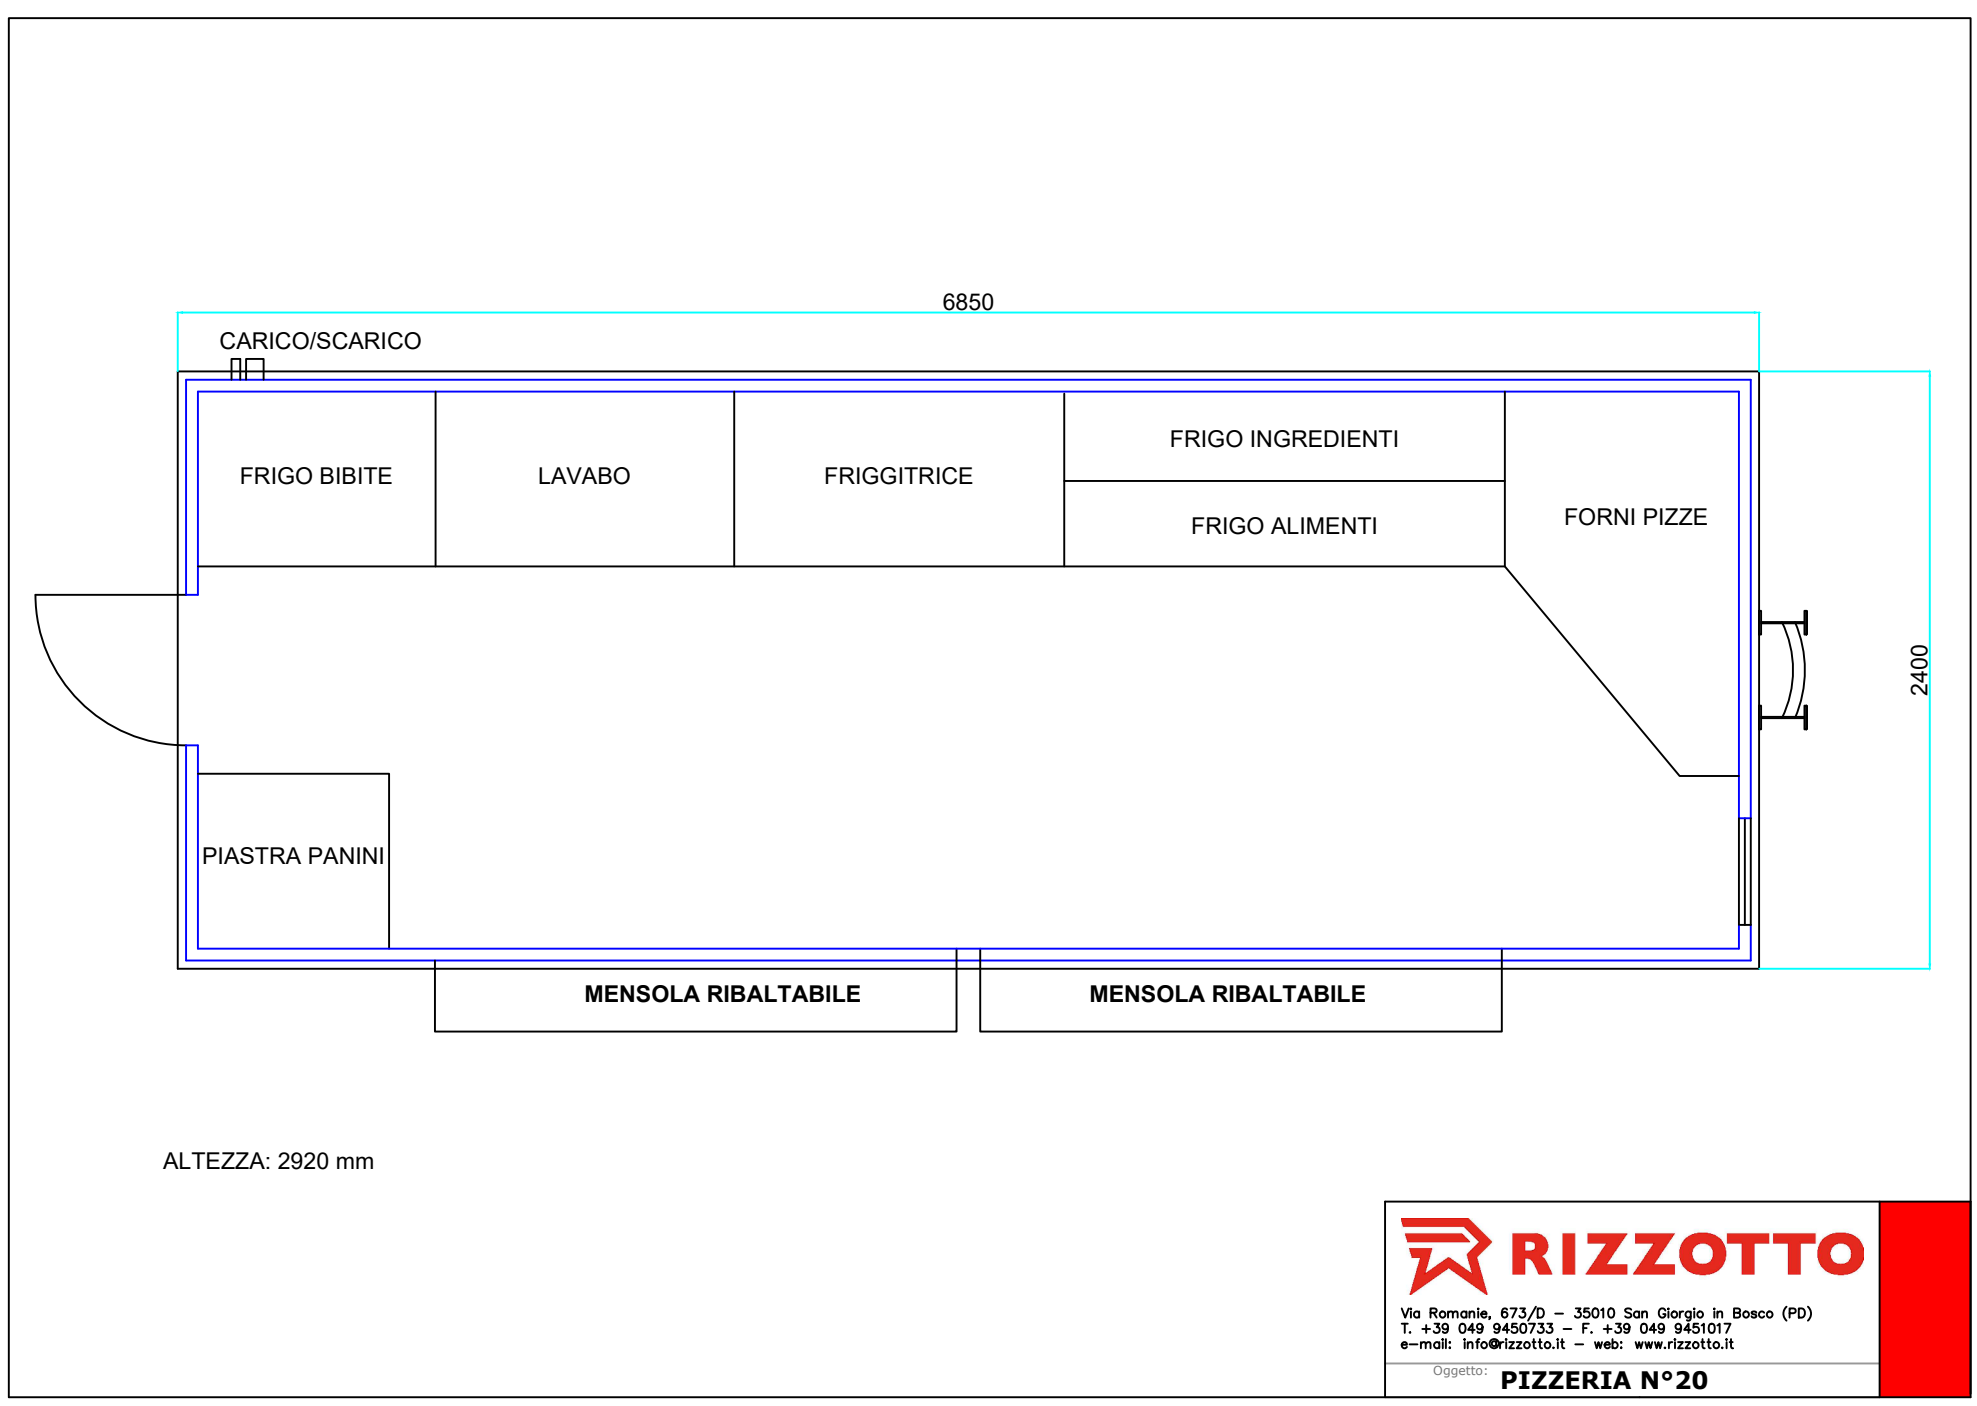 6850
CARICO/SCARICO
FRIGO INGREDIENTI
FRIGO BIBITE
LAVABO
FRIGGITRICE
FRIGO ALIMENTI
FORNI PIZZE
2400
PIASTRA PANINI
MENSOLA RIBALTABILE
MENSOLA RIBALTABILE
ALTEZZA: 2920 mm
RIZZOTTO
Via Romanie, 673/D – 35010 San Giorgio in Bosco (PD)
T. +39 049 9450733 – F. +39 049 9451017
e–mail: info@rizzotto.it – web: www.rizzotto.it
Oggetto: PIZZERIA N°20